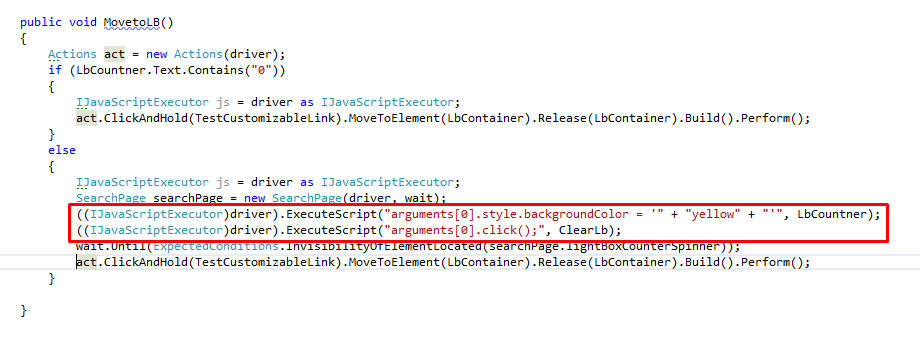 public void MovetoLB()
{
Actions act = new Actions(driver);
if (LbCountner.Text.Contains("0"))
{
IJavaScriptExecutor js = driver as IJavaScriptExecutor;
act.ClickAndHold(TestCustomizableLink).MoveToElement(LbContainer).Release(LbContainer).Build().Perform();
}
else
{
IJavaScriptExecutor js = driver as IJavaScriptExecutor;
SearchPage searchPage = new SearchPage(driver, wait);
((IJavaScriptExecutor)driver).ExecuteScript("arguments[0].style.backgroundColor = '" + "yellow" + "'", LbCountner);
((IJavaScriptExecutor)driver).ExecuteScript("arguments[0].click();", ClearLb);
wait.Until(ExpectedConditions.InvisibilityOfElementLocated(searchPage.lightBoxCounterSpinner));
act.ClickAndHold(TestCustomizableLink).MoveToElement(LbContainer).Release(LbContainer).Build().Perform();
}
}